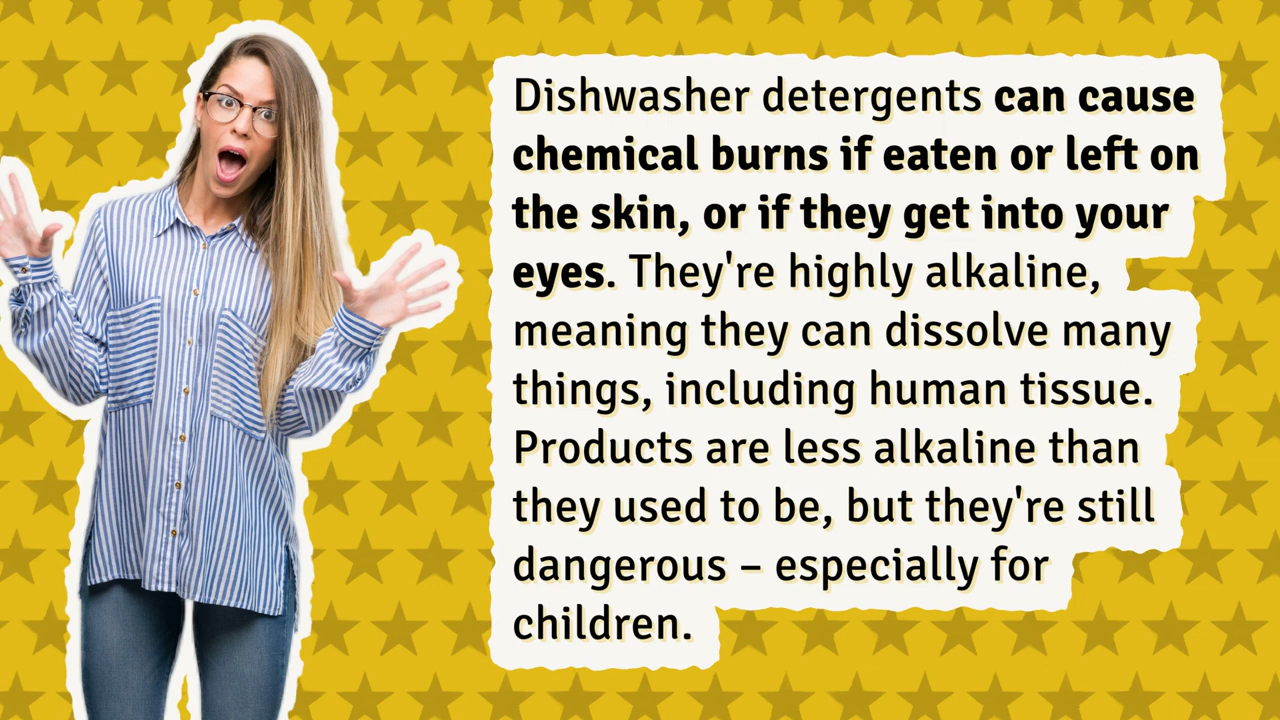 Dishwasher detergents can cause
chemical burns if eaten or left on
the skin, or if they get into your
eyes. They're highly alkaline,
meaning they can dissolve many
things, including human tissue.
Products are less alkaline than
they used to be, but they're still
dangerous – especially for
children.